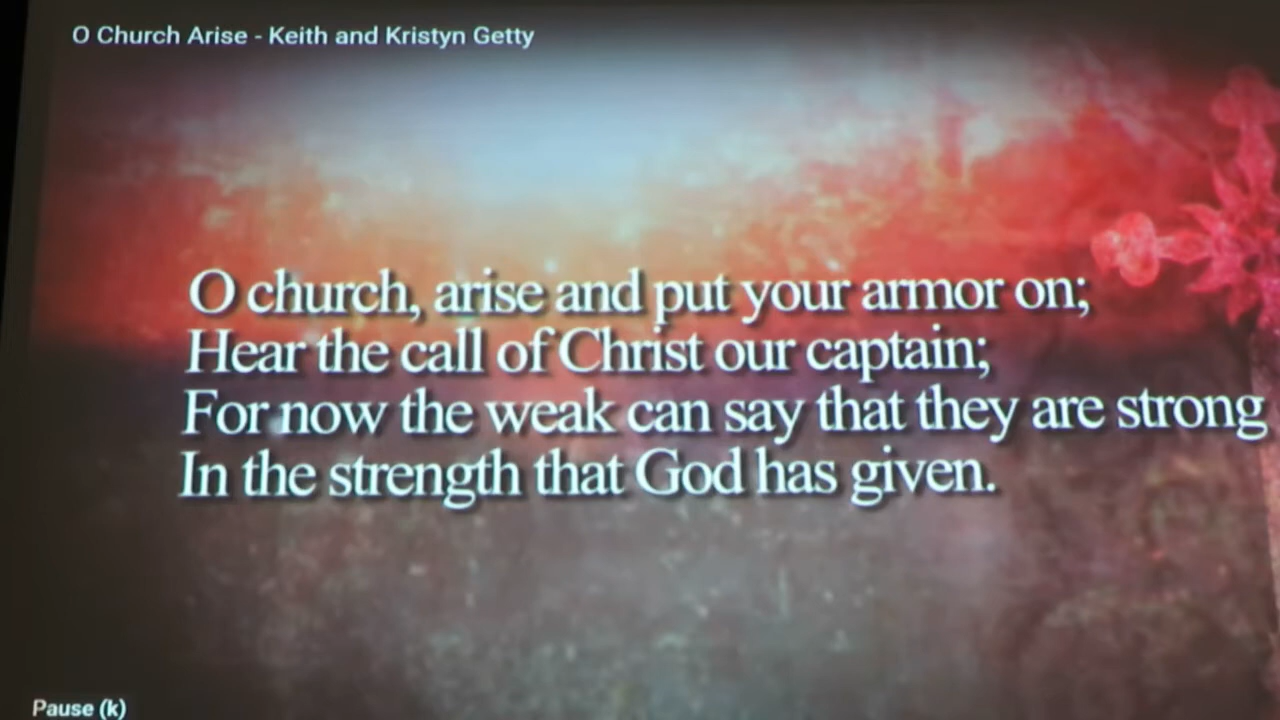 O Church Arise - Keith and Kristyn Getty
O church, arise and put your armor on;
Hear the call of Christ our captain;
For now the weak can say that they are strong
In the strength that God has given.
Pause (k)